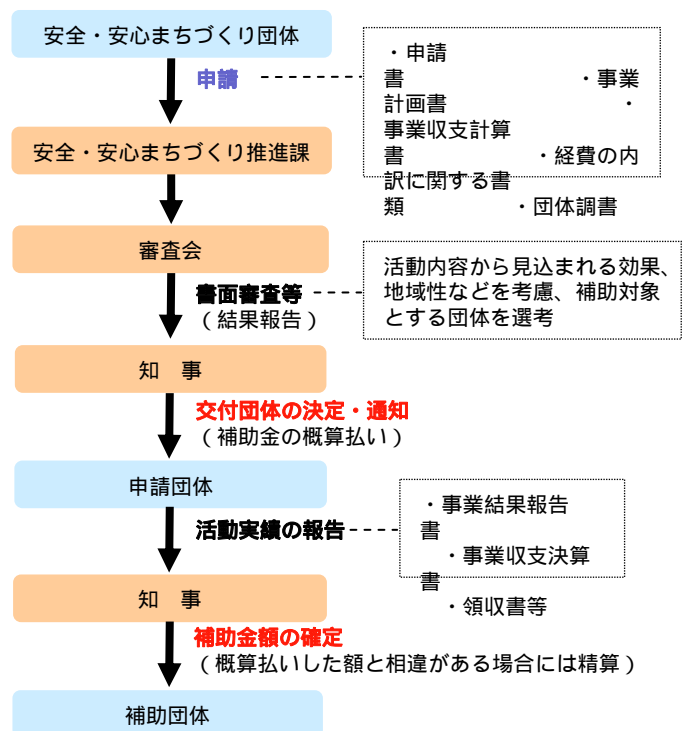 安全・安心まちづくり団体
申請
・申請
書　　　　　　　　・事業
計画書　　　　　　　　・
事業収支計算
書　　　　　　・経費の内
訳に関する書
類　　　　　　・団体調書
安全・安心まちづくり推進課
審査会
書面審査等
（結果報告）
活動内容から見込まれる効果、
地域性などを考慮、補助対象
とする団体を選考
知　事
交付団体の決定・通知
（補助金の概算払い）
申請団体
活動実績の報告
・事業結果報告
書
・事業収支決算
書
・領収書等
知　事
補助金額の確定
（概算払いした額と相違がある場合には精算）
補助団体